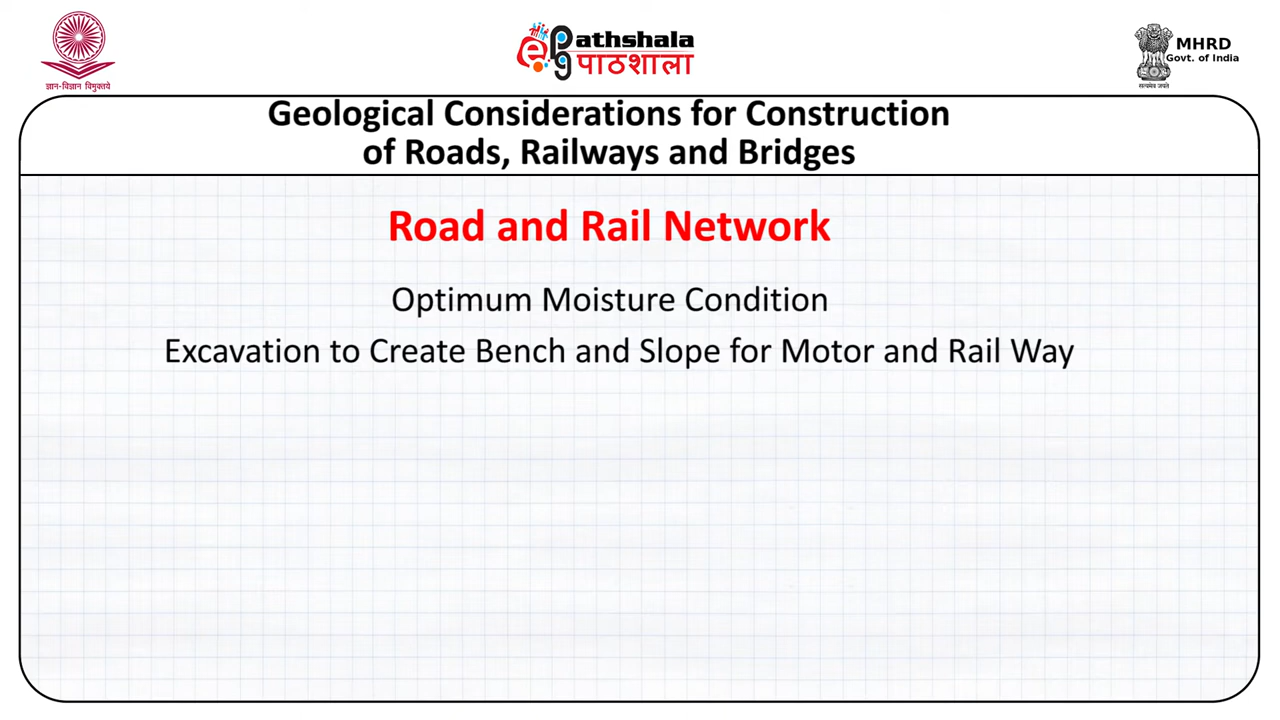 ज्ञान-विज्ञान विमुक्तये
epg Pathshala
पाठशाला
MHRD
Govt. of India
सत्यमेव जयते
Geological Considerations for Construction
of Roads, Railways and Bridges
Road and Rail Network
Optimum Moisture Condition
Excavation to Create Bench and Slope for Motor and Rail Way